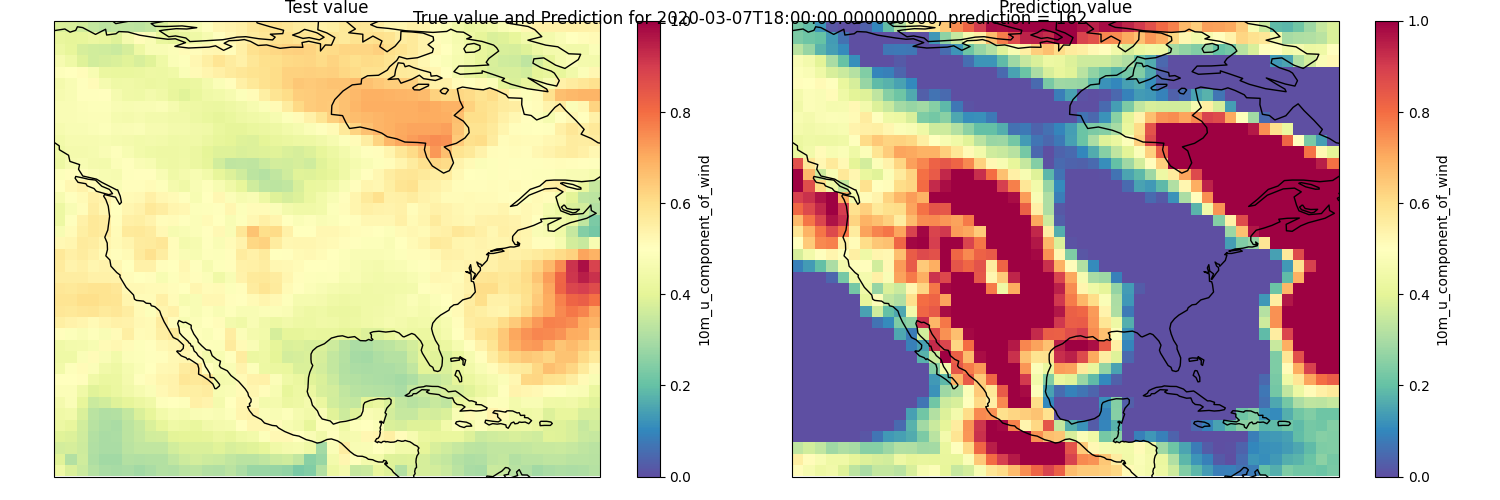 True value and Prediction for 2020-03-07T18:00:00.000000000, prediction = 162
Test value
1.0
0.8
0.6
0.4
0.2
0.0
10m_u_component_of_wind
Prediction value
1.0
0.8
0.6
0.4
0.2
0.0
10m_u_component_of_wind